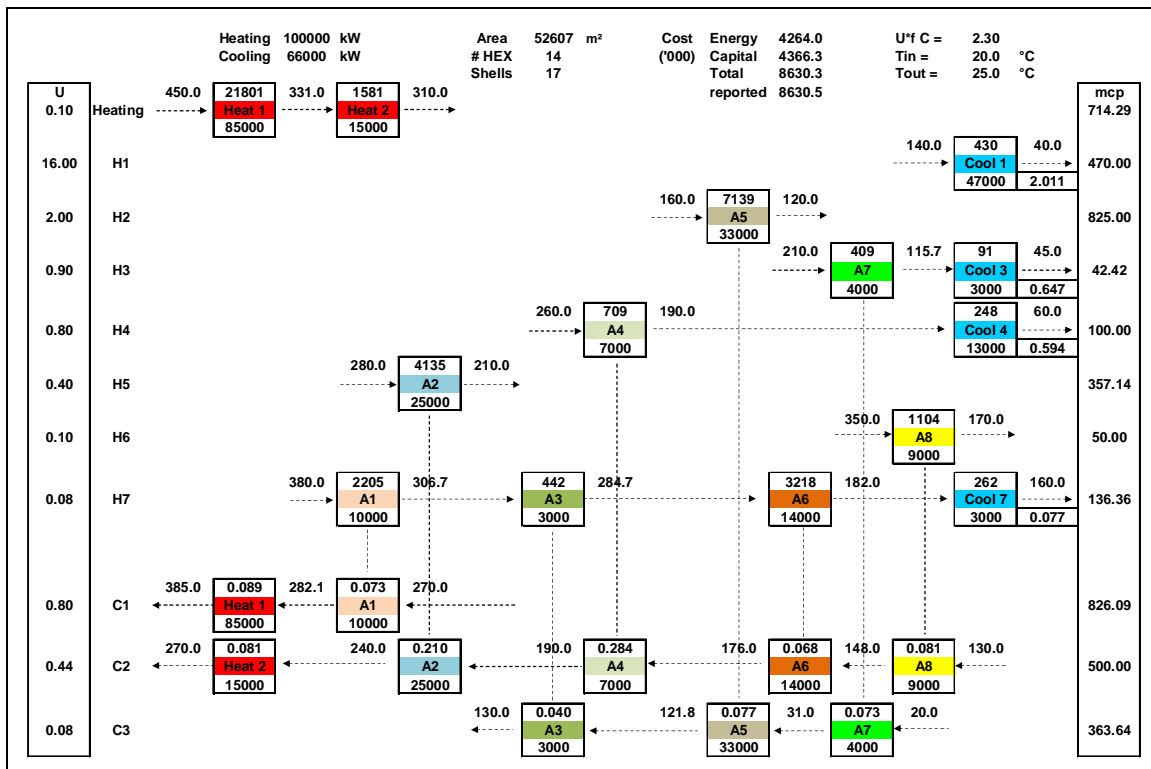 Heating 100000 kW Area 52607 m² Cost Energy 4264.0 U*f C = 2.30
Cooling 66000 kW # HEX 14 ('000) Capital 4366.3 Tin = 20.0 °C
Shells 17 Total 8630.3 Tout = 25.0 °C
reported 8630.5
U mcp
450.0 21801 331.0 1581 310.0
0.10 Heating Heat 1 Heat 2 714.29
85000 15000
140.0 430 40.0
16.00 H1 Cool 1 470.00
47000 2.011
160.0 7139 120.0
2.00 H2 A5 825.00
33000
210.0 409 115.7 91 45.0
0.90 H3 A7 Cool 3 42.42
4000 3000 0.647
260.0 709 190.0 248 60.0
0.80 H4 A4 Cool 4 100.00
7000 13000 0.594
280.0 4135 210.0
0.40 H5 A2 357.14
25000
350.0 1104 170.0
0.10 H6 A8 50.00
9000
380.0 2205 306.7 442 284.7 3218 182.0 262 160.0
0.08 H7 A1 A3 A6 Cool 7 136.36
10000 3000 14000 3000 0.077
385.0 0.089 282.1 0.073 270.0
0.80 C1 Heat 1 A1 826.09
85000 10000
270.0 0.081 240.0 0.210 190.0 0.284 176.0 0.068 148.0 0.081 130.0
0.44 C2 Heat 2 A2 A4 A6 A8 500.00
15000 25000 7000 14000 9000
130.0 0.040 121.8 0.077 31.0 0.073 20.0
0.08 C3 A3 A5 A7 363.64
3000 33000 4000